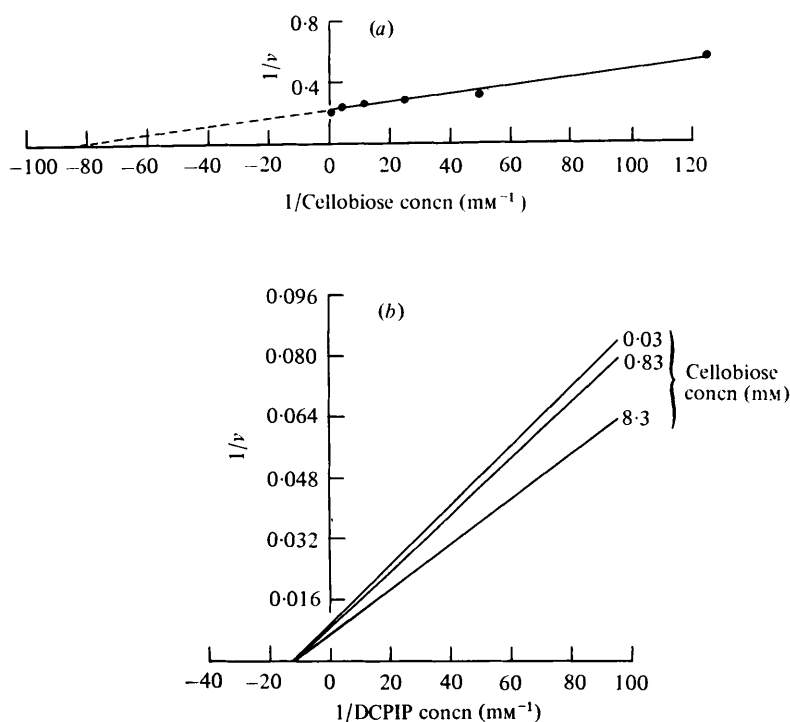 (a)
0·8
0·4
1/v
−100 −80 −60 −40 −20 0 20 40 60 80 100 120
1/Cellobiose concn (mM⁻¹)
(b)
0·096
0·080
0·064
0·048
0·032
0·016
1/v
0·03
0·83
8·3
Cellobiose
concn (mM)
−40 −20 0 20 40 60 80 100
1/DCPIP concn (mM⁻¹)